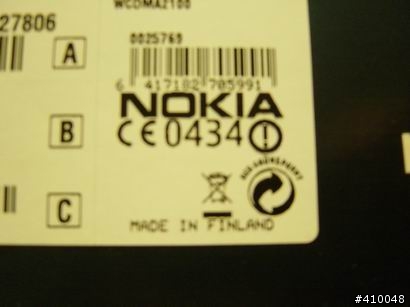 WCDMA2100
27806
0025769
A
6 417182 705991
NOKIA
B
CE0434
C
MADE IN FINLAND
#410048